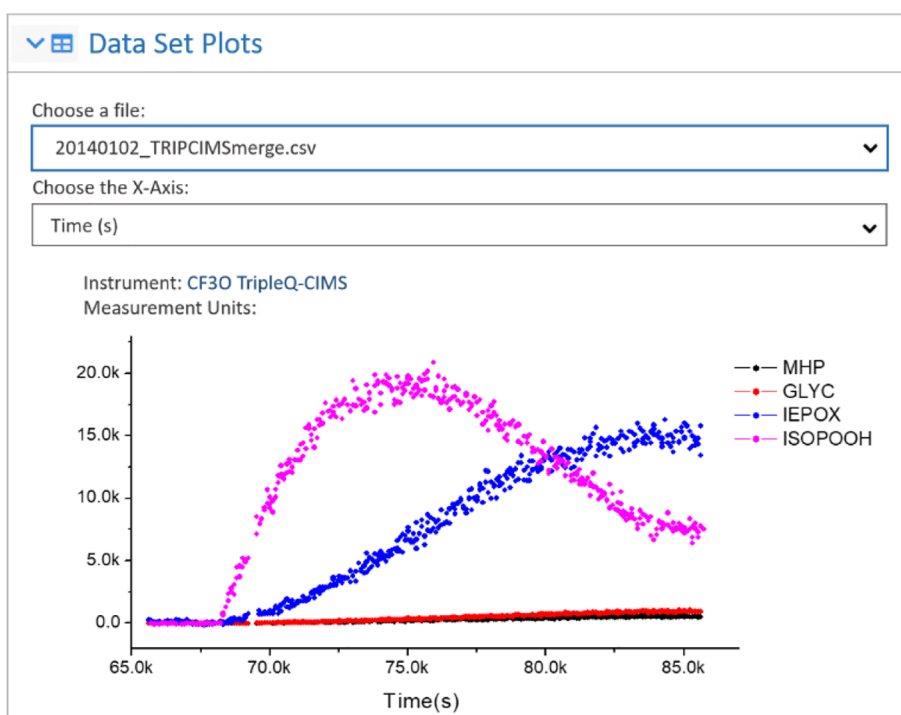 Data Set Plots
Choose a file:
20140102_TRIPCIMSmerge.csv
Choose the X-Axis:
Time (s)
Instrument: CF3O TripleQ-CIMS
Measurement Units:
20.0k
15.0k
10.0k
5.0k
0.0
65.0k 70.0k 75.0k 80.0k 85.0k
Time(s)
MHP
GLYC
IEPOX
ISOPOOH